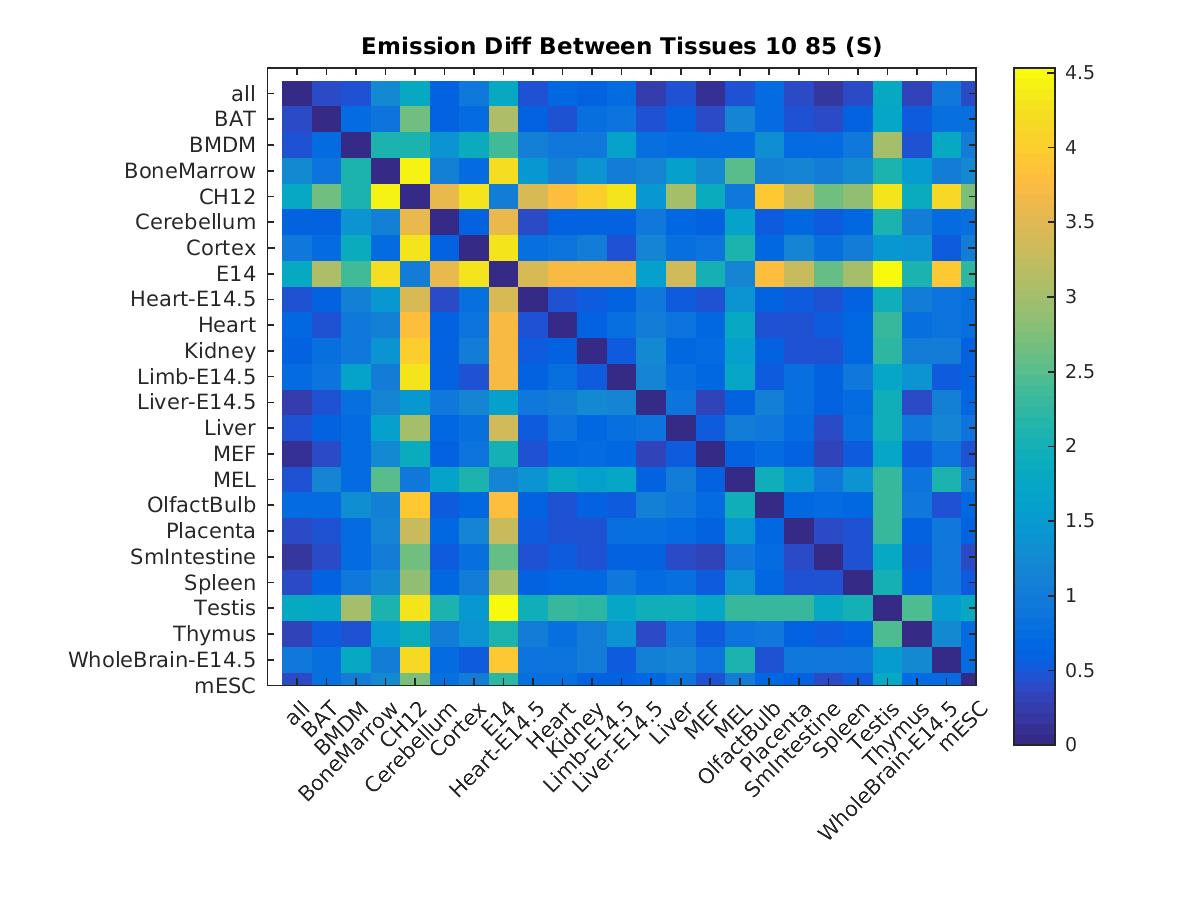 Emission Diff Between Tissues 10 85 (S)
all
BAT
BMDM
BoneMarrow
CH12
Cerebellum
Cortex
E14
Heart-E14.5
Heart
Kidney
Limb-E14.5
Liver-E14.5
Liver
MEF
MEL
OlfactBulb
Placenta
SmIntestine
Spleen
Testis
Thymus
WholeBrain-E14.5
mESC
all
BAT
BMDM
BoneMarrow
CH12
Cerebellum
Cortex
E14
Heart-E14.5
Heart
Kidney
Limb-E14.5
Liver-E14.5
Liver
MEF
MEL
OlfactBulb
Placenta
SmIntestine
Spleen
Testis
Thymus
WholeBrain-E14.5
mESC
4.5
4
3.5
3
2.5
2
1.5
1
0.5
0